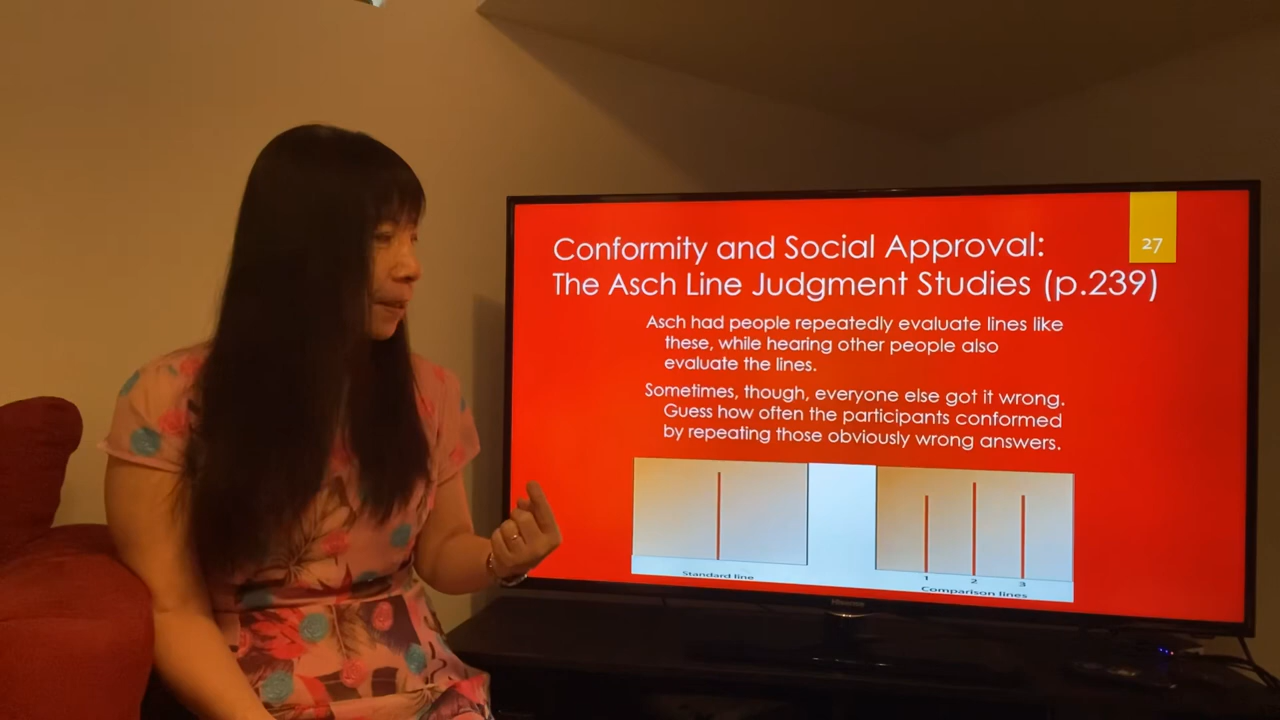 27
Conformity and Social Approval:
The Asch Line Judgment Studies (p.239)
Asch had people repeatedly evaluate lines like
these, while hearing other people also
evaluate the lines.
Sometimes, though, everyone else got it wrong.
Guess how often the participants conformed
by repeating those obviously wrong answers.
Standard line
1 2 3
Comparison lines
Hisense